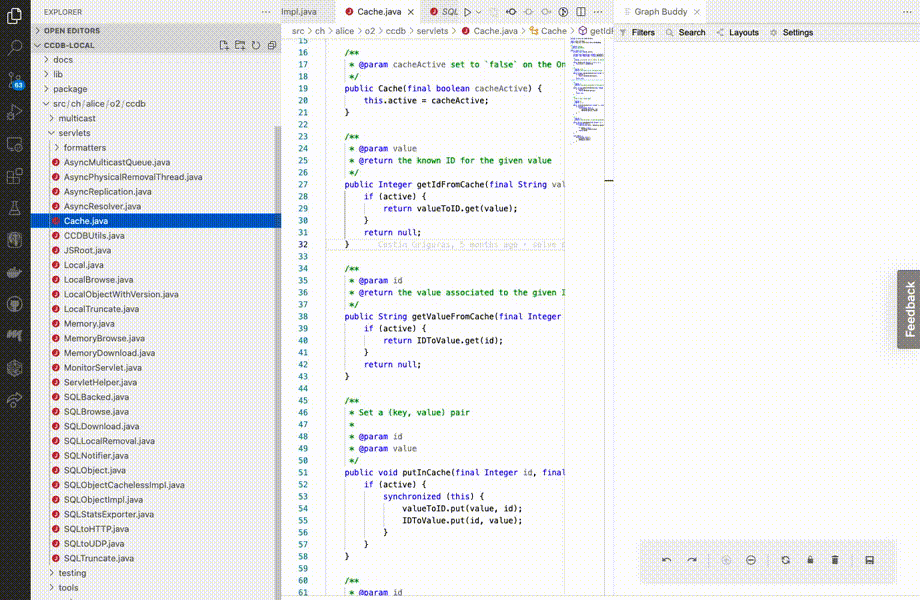 EXPLORER
OPEN EDITORS
CCDB-LOCAL
docs
lib
package
src/ch/alice/o2/ccdb
multicast
servlets
formatters
AsyncMulticastQueue.java
AsyncPhysicalRemovalThread.java
AsyncReplication.java
AsyncResolver.java
Cache.java
CCDBUtils.java
JSRoot.java
Local.java
LocalBrowse.java
LocalObjectWithVersion.java
LocalTruncate.java
Memory.java
MemoryBrowse.java
MemoryDownload.java
MonitorServlet.java
ServletHelper.java
SQLBacked.java
SQLBrowse.java
SQLDownload.java
SQLLocalRemoval.java
SQLNotifier.java
SQLObject.java
SQLObjectCachelessImpl.java
SQLObjectImpl.java
SQLStatsExporter.java
SQLtoHTTP.java
SQLtoUDP.java
SQLTruncate.java
testing
tools
63
Impl.java
Cache.java
SQL
src > ch > alice > o2 > ccdb > servlets > Cache.java > Cache > getIdF
15
16 /**
17 * @param cacheActive set to `false` on the On
18 */
19 public Cache(final boolean cacheActive) {
20 this.active = cacheActive;
21 }
22
23 /**
24 * @param value
25 * @return the known ID for the given value
26 */
27 public Integer getIdFromCache(final String val
28 if (active) {
29 return valueToID.get(value);
30 }
31 return null;
32 } Costin Grigoras, 5 months ago • solve
33
34 /**
35 * @param id
36 * @return the value associated to the given I
37 */
38 public String getValueFromCache(final Integer
39 if (active) {
40 return IDToValue.get(id);
41 }
42 return null;
43 }
44
45 /**
46 * Set a (key, value) pair
47 *
48 * @param id
49 * @param value
50 */
51 public void putInCache(final Integer id, final
52 if (active) {
53 synchronized (this) {
54 valueToID.put(value, id);
55 IDToValue.put(id, value);
56 }
57 }
58 }
59
60 /**
61 * @param id
Graph Buddy
Filters Search Layouts Settings
Feedback